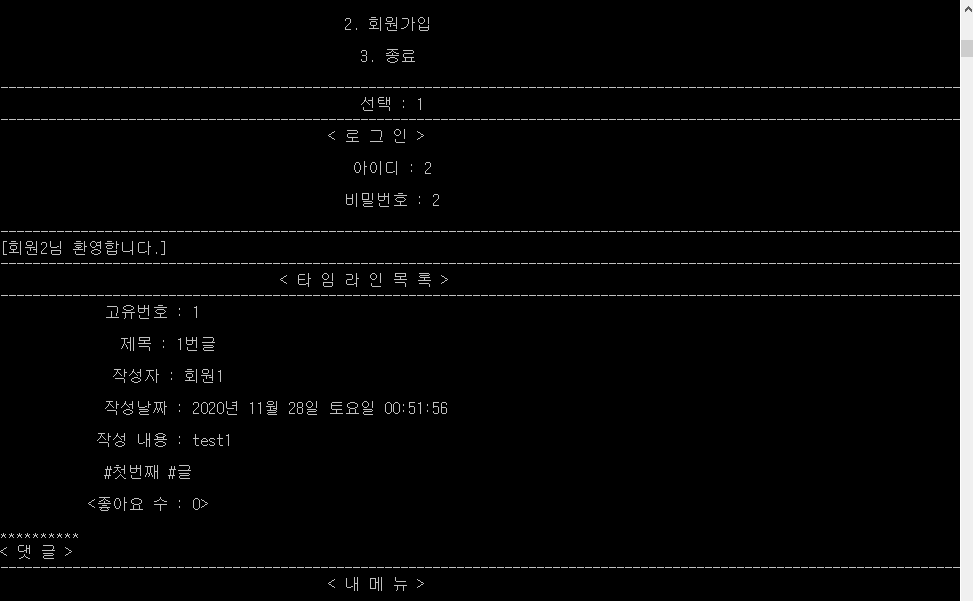 2. 회원가입
3. 종료
선택 : 1
< 로 그 인 >
아이디 : 2
비밀번호 : 2
[회원2님 환영합니다.]
< 타 임 라 인 목 록 >
고유번호 : 1
제목 : 1번글
작성자 : 회원1
작성날짜 : 2020년 11월 28일 토요일 00:51:56
작성 내용 : test1
#첫번째 #글
<좋아요 수 : 0>
**********
< 댓 글 >
< 내 메 뉴 >